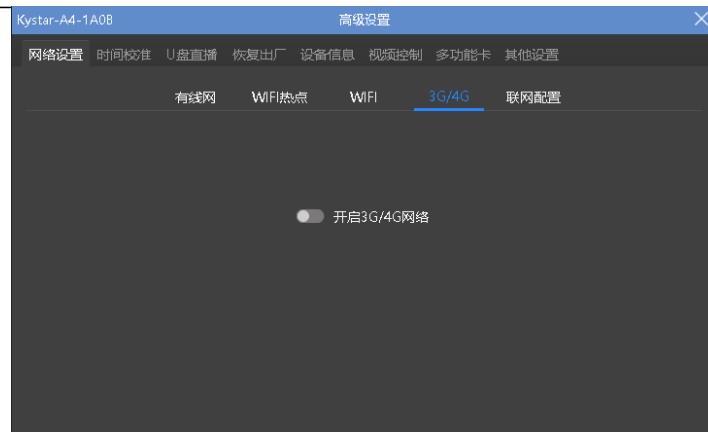 Kystar-A4-1A0B 高级设置
网络设置 时间校准 U盘直播 恢复出厂 设备信息 视频控制 多功能卡 其他设置
有线网 WIFI热点 WIFI 3G/4G 联网配置
开启3G/4G网络